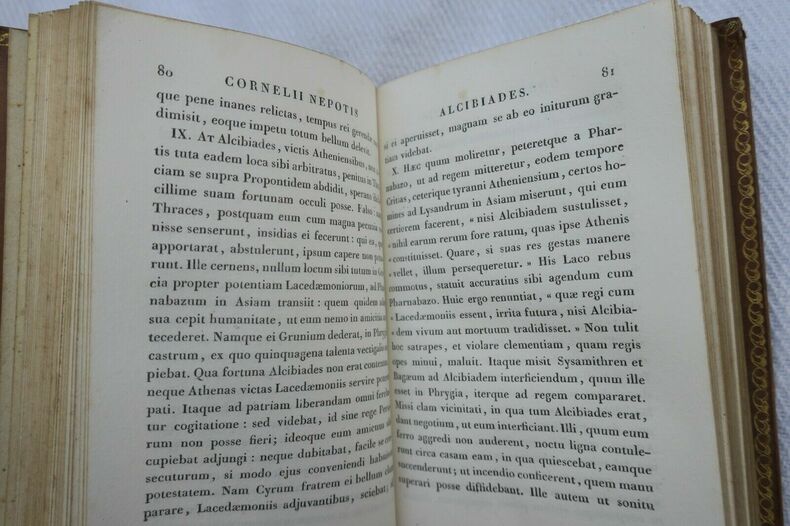 80
CORNELII NEPOTIS
que pene inanes relictas, tempus rei gerendæ
dimisit, eoque impetu totum bellum delevit.
IX. At Alcibiades, victis Atheniensibus,
tis tuta eadem loca sibi arbitratus, penitus in
ciam se supra Propontidem abdidit, sperans
cillime suam fortunam occuli posse. Falso:
Thraces, postquam eum cum magna pecunia
nisse senserunt, insidias ei fecerunt: qui ea,
apportarat, abstulerunt, ipsum capere non
runt. Ille cernens, nullum locum sibi tutum in
cia propter potentiam Lacedæmoniorum, ad
nabazum in Asiam transiit: quem quidem
sua cepit humanitate, ut eum nemo in amicitia
tecederet. Namque ei Grunium dederat, in
castrum, ex quo quinquagena talenta vectigalis
piebat. Qua fortuna Alcibiades non erat
neque Athenas victas Lacedæmoniis servire
pati. Itaque ad patriam liberandam omni
tur cogitatione: sed videbat, id sine rege
rum non posse fieri; ideoque eum amicum
cupiebat adjungi: neque dubitabat, facile se
secuturum, si modo ejus conveniendi
potestatem. Nam Cyrum fratrem ei bellum
parare, Lacedæmoniis adjuvantibus, sciebat;
ALCIBIADES.
81
si ei aperuisset, magnam se ab eo initurum gra-
tiam videbat.
X. Hæc quum moliretur, peteretque a Phar-
nabazo, ut ad regem mitteretur, eodem tempore
Critias, ceterique tyranni Atheniensium, certos ho-
mines ad Lysandrum in Asiam miserunt, qui eum
certiorem facerent, « nisi Alcibiadem sustulisset,
« nihil earum rerum fore ratum, quas ipse Athenis
« constituisset. Quare, si suas res gestas manere
« vellet, illum persequeretur. » His Laco rebus
commotus, statuit accuratius sibi agendum cum
Pharnabazo. Huic ergo renuntiat, « quæ regi cum
« Lacedæmoniis essent, irrita futura, nisi Alcibia-
« dem vivum aut mortuum tradidisset. » Non tulit
hoc satrapes, et violare clementiam, quam regis
opes minui, maluit. Itaque misit Sysamithren et
Bagæum ad Alcibiadem interficiendum, quum ille
esset in Phrygia, iterque ad regem compararet.
Missi clam vicinitati, in qua tum Alcibiades erat,
dant negotium, ut eum interficiant. Illi, quum eum
ferro aggredi non auderent, noctu ligna contule-
runt circa casam eam, in qua quiescebat, eamque
succenderunt; ut incendio conficerent, quem manu
superari posse diffidebant. Ille autem ut sonitu